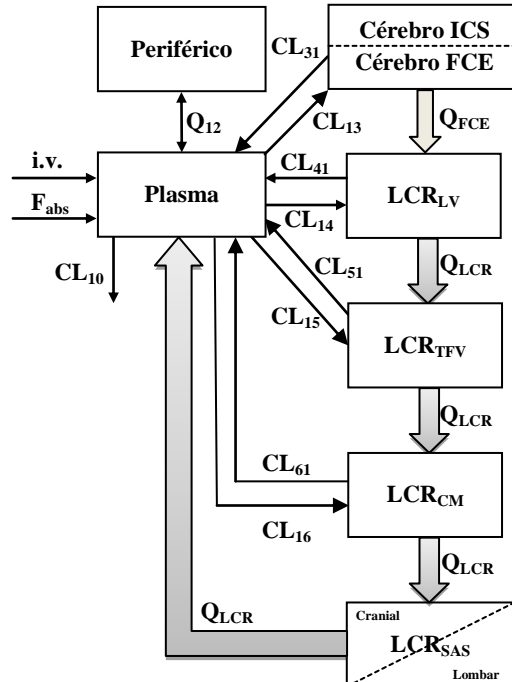 Periférico
CL31
Cérebro ICS
Cérebro FCE
Q12
CL13
QFCE
i.v.
Fabs
Plasma
CL41
CL14
LCRLV
CL10
CL51
CL15
QLCR
LCRTFV
QLCR
CL61
CL16
LCRCM
QLCR
QLCR
Cranial
LCRSAS
Lombar